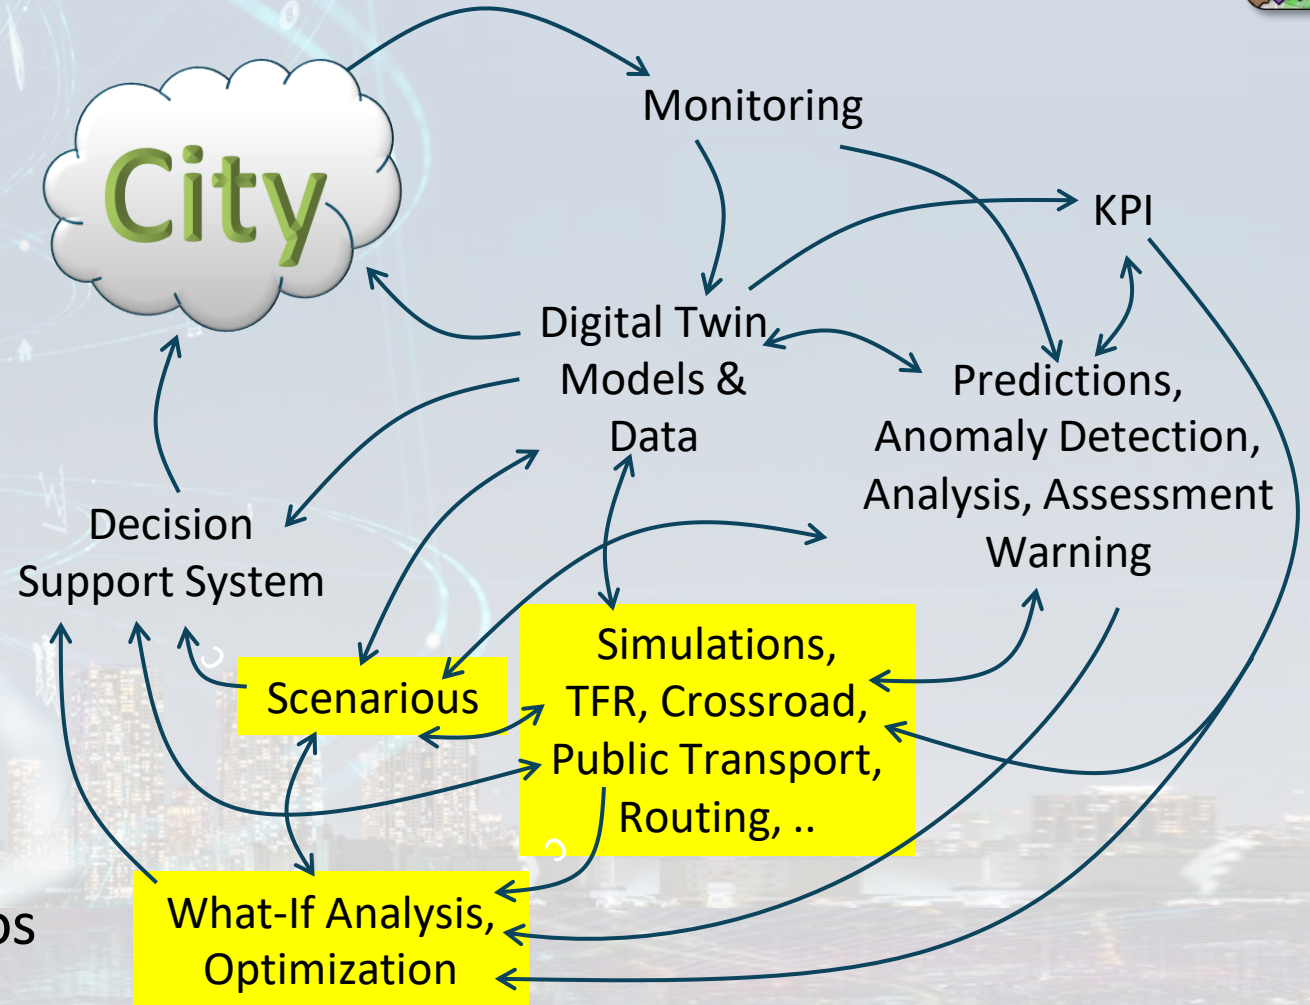 City
Monitoring
KPI
Digital Twin
Models &
Data
Predictions,
Anomaly Detection,
Analysis, Assessment
Warning
Decision
Support System
Scenarious
Simulations,
TFR, Crossroad,
Public Transport,
Routing, ..
What-If Analysis,
Optimization